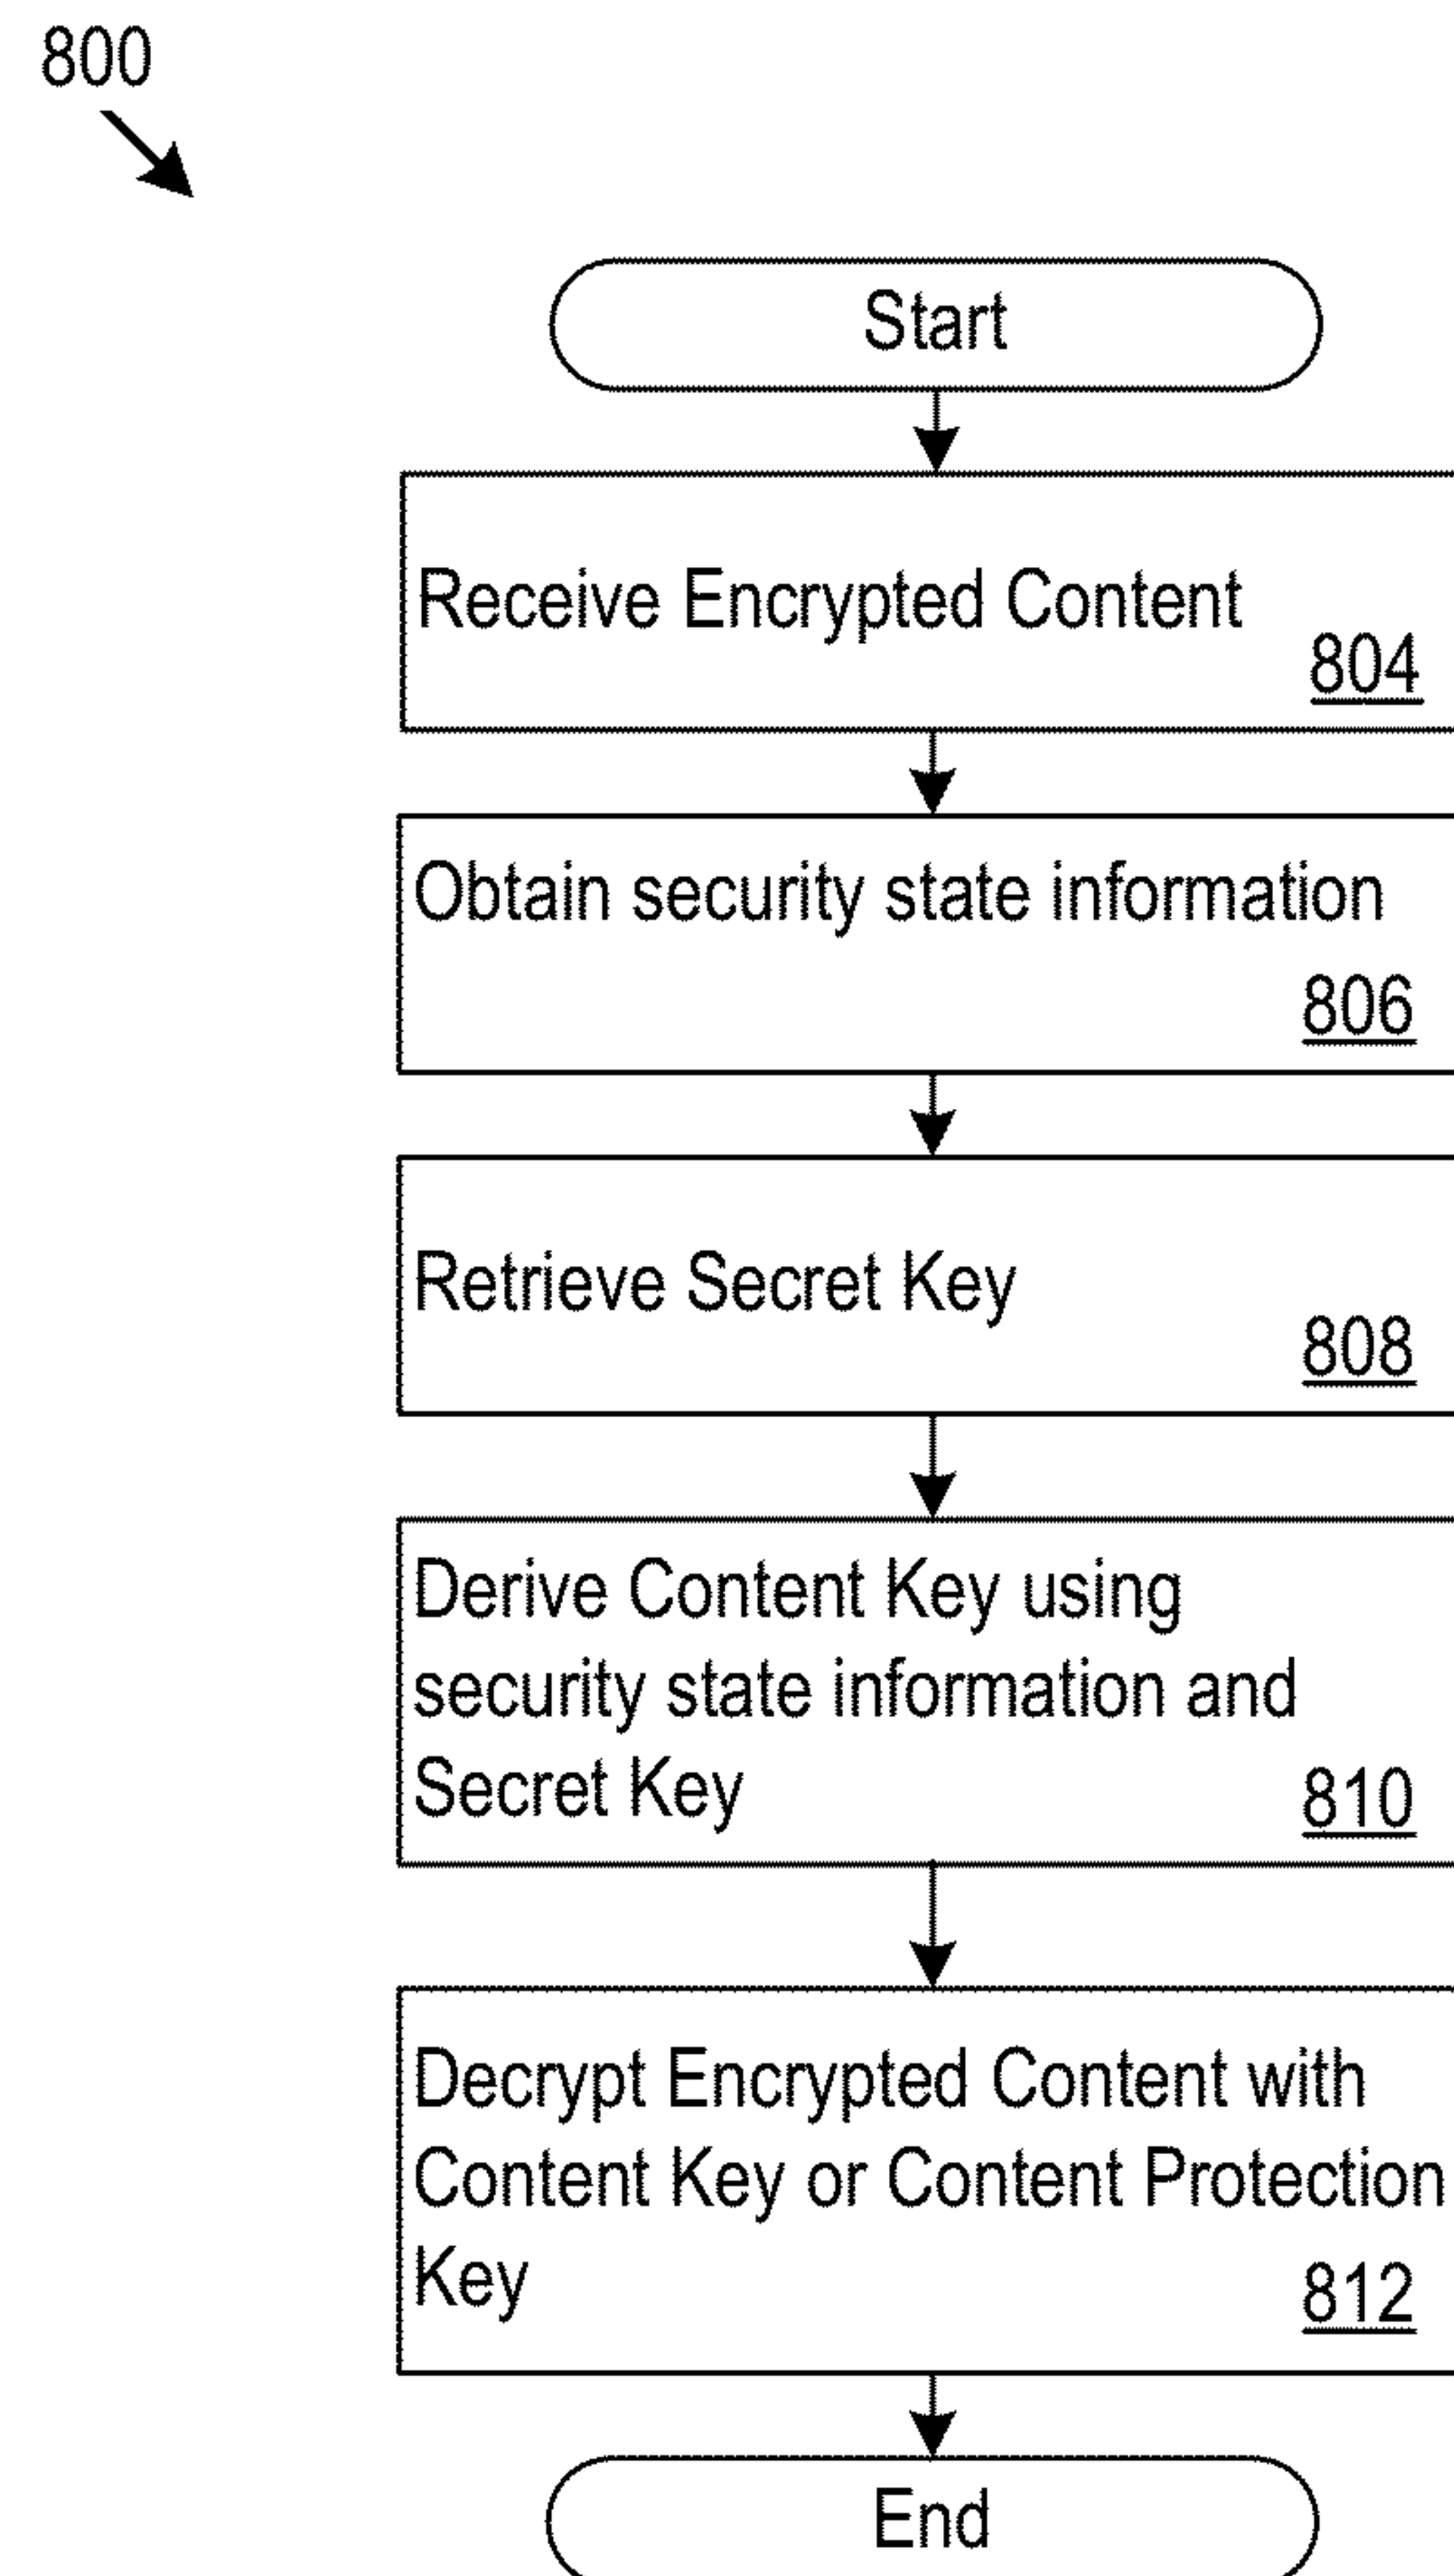 800
Start
Receive Encrypted Content
804
Obtain security state information
806
Retrieve Secret Key
808
Derive Content Key using
security state information and
Secret Key
810
Decrypt Encrypted Content with
Content Key or Content Protection
Key
812
End